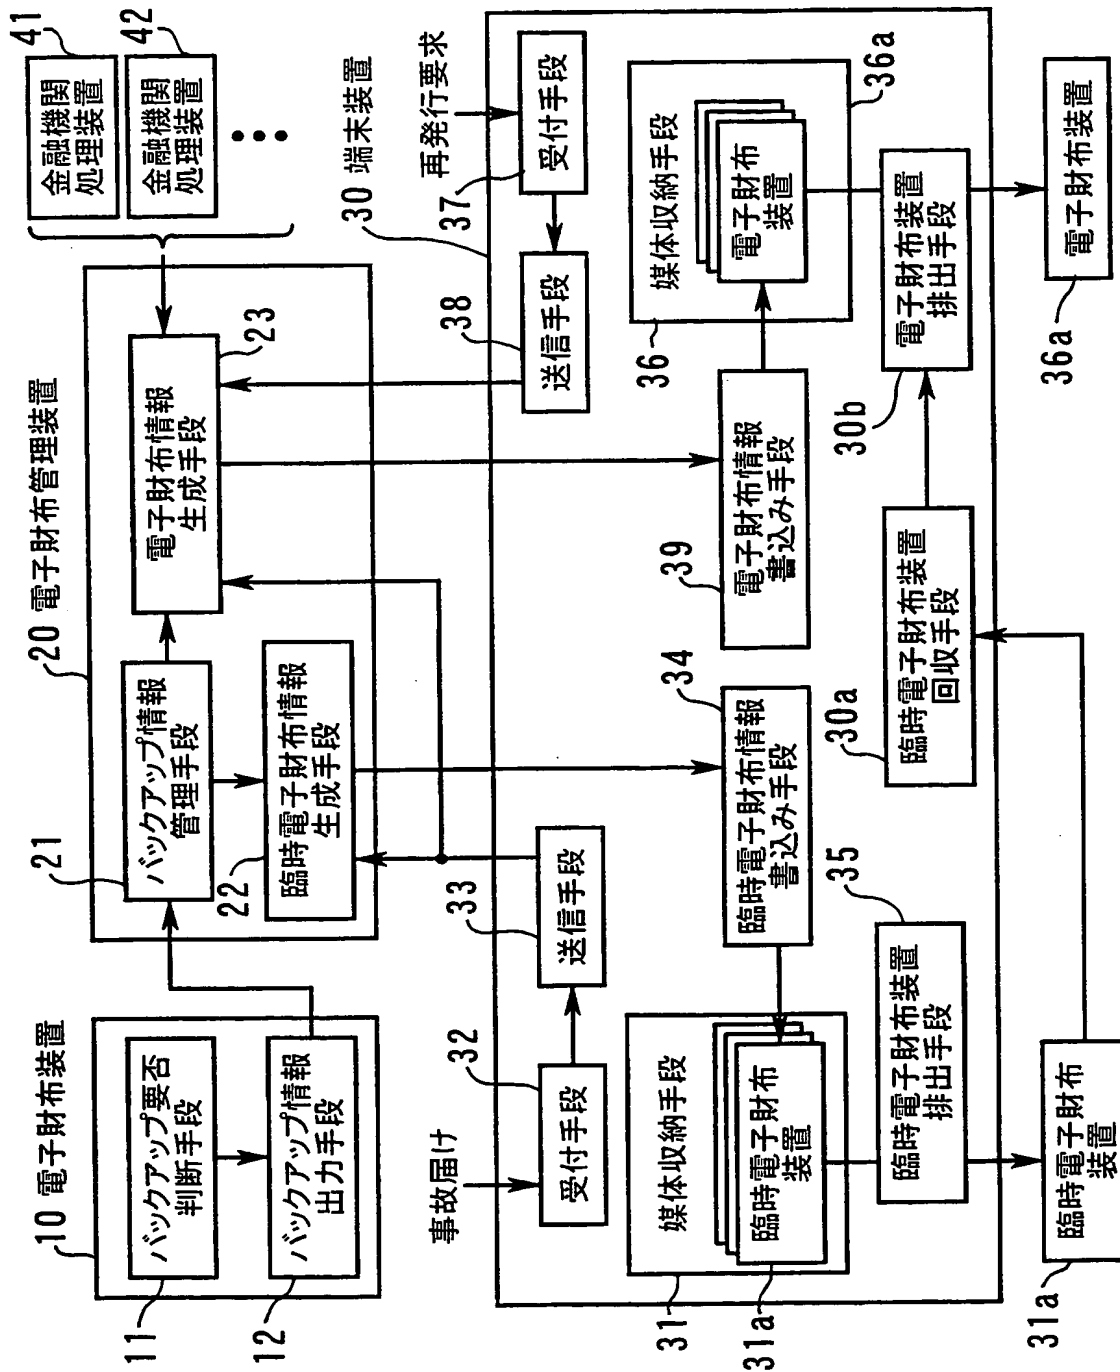 10 電子財布装置
11
バックアップ要否
判断手段
12
バックアップ情報
出力手段
20 電子財布管理装置
21
バックアップ情報
管理手段
22
臨時電子財布情報
生成手段
電子財布情報
生成手段
23
41
金融機関
処理装置
42
金融機関
処理装置
30 端末装置
事故届け
32
受付手段
33
送信手段
再発行要求
37
受付手段
38
送信手段
31
媒体収納手段
31a
臨時電子財布
装置
34
臨時電子財布情報
書込み手段
39
電子財布情報
書込み手段
36
媒体収納手段
電子財布
装置
36a
35
臨時電子財布装置
排出手段
30a
臨時電子財布装置
回収手段
30b
電子財布装置
排出手段
31a
臨時電子財布
装置
36a
電子財布装置